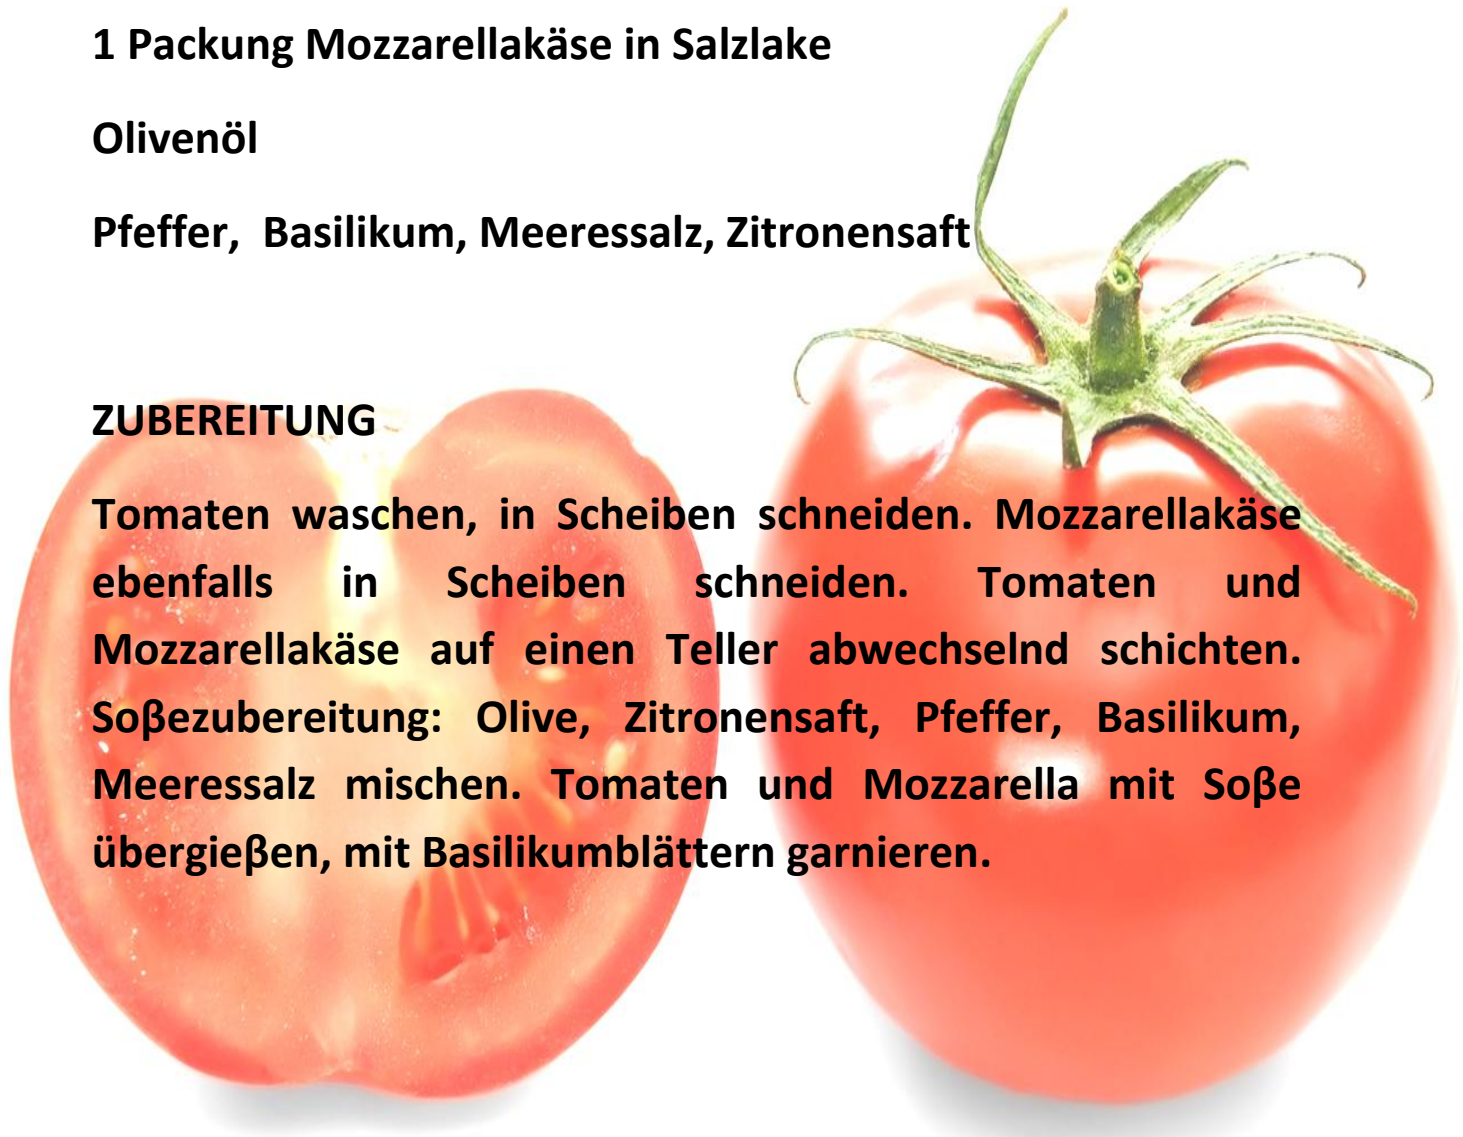 1 Packung Mozzarellakäse in Salzlake
Olivenöl
Pfeffer,  Basilikum, Meeressalz, Zitronensaft
ZUBEREITUNG
Tomaten waschen, in Scheiben schneiden. Mozzarellakäse
ebenfalls in Scheiben schneiden. Tomaten und
Mozzarellakäse auf einen Teller abwechselnd schichten.
Soβezubereitung: Olive, Zitronensaft, Pfeffer, Basilikum,
Meeressalz mischen. Tomaten und Mozzarella mit Soβe
übergieβen, mit Basilikumblättern garnieren.